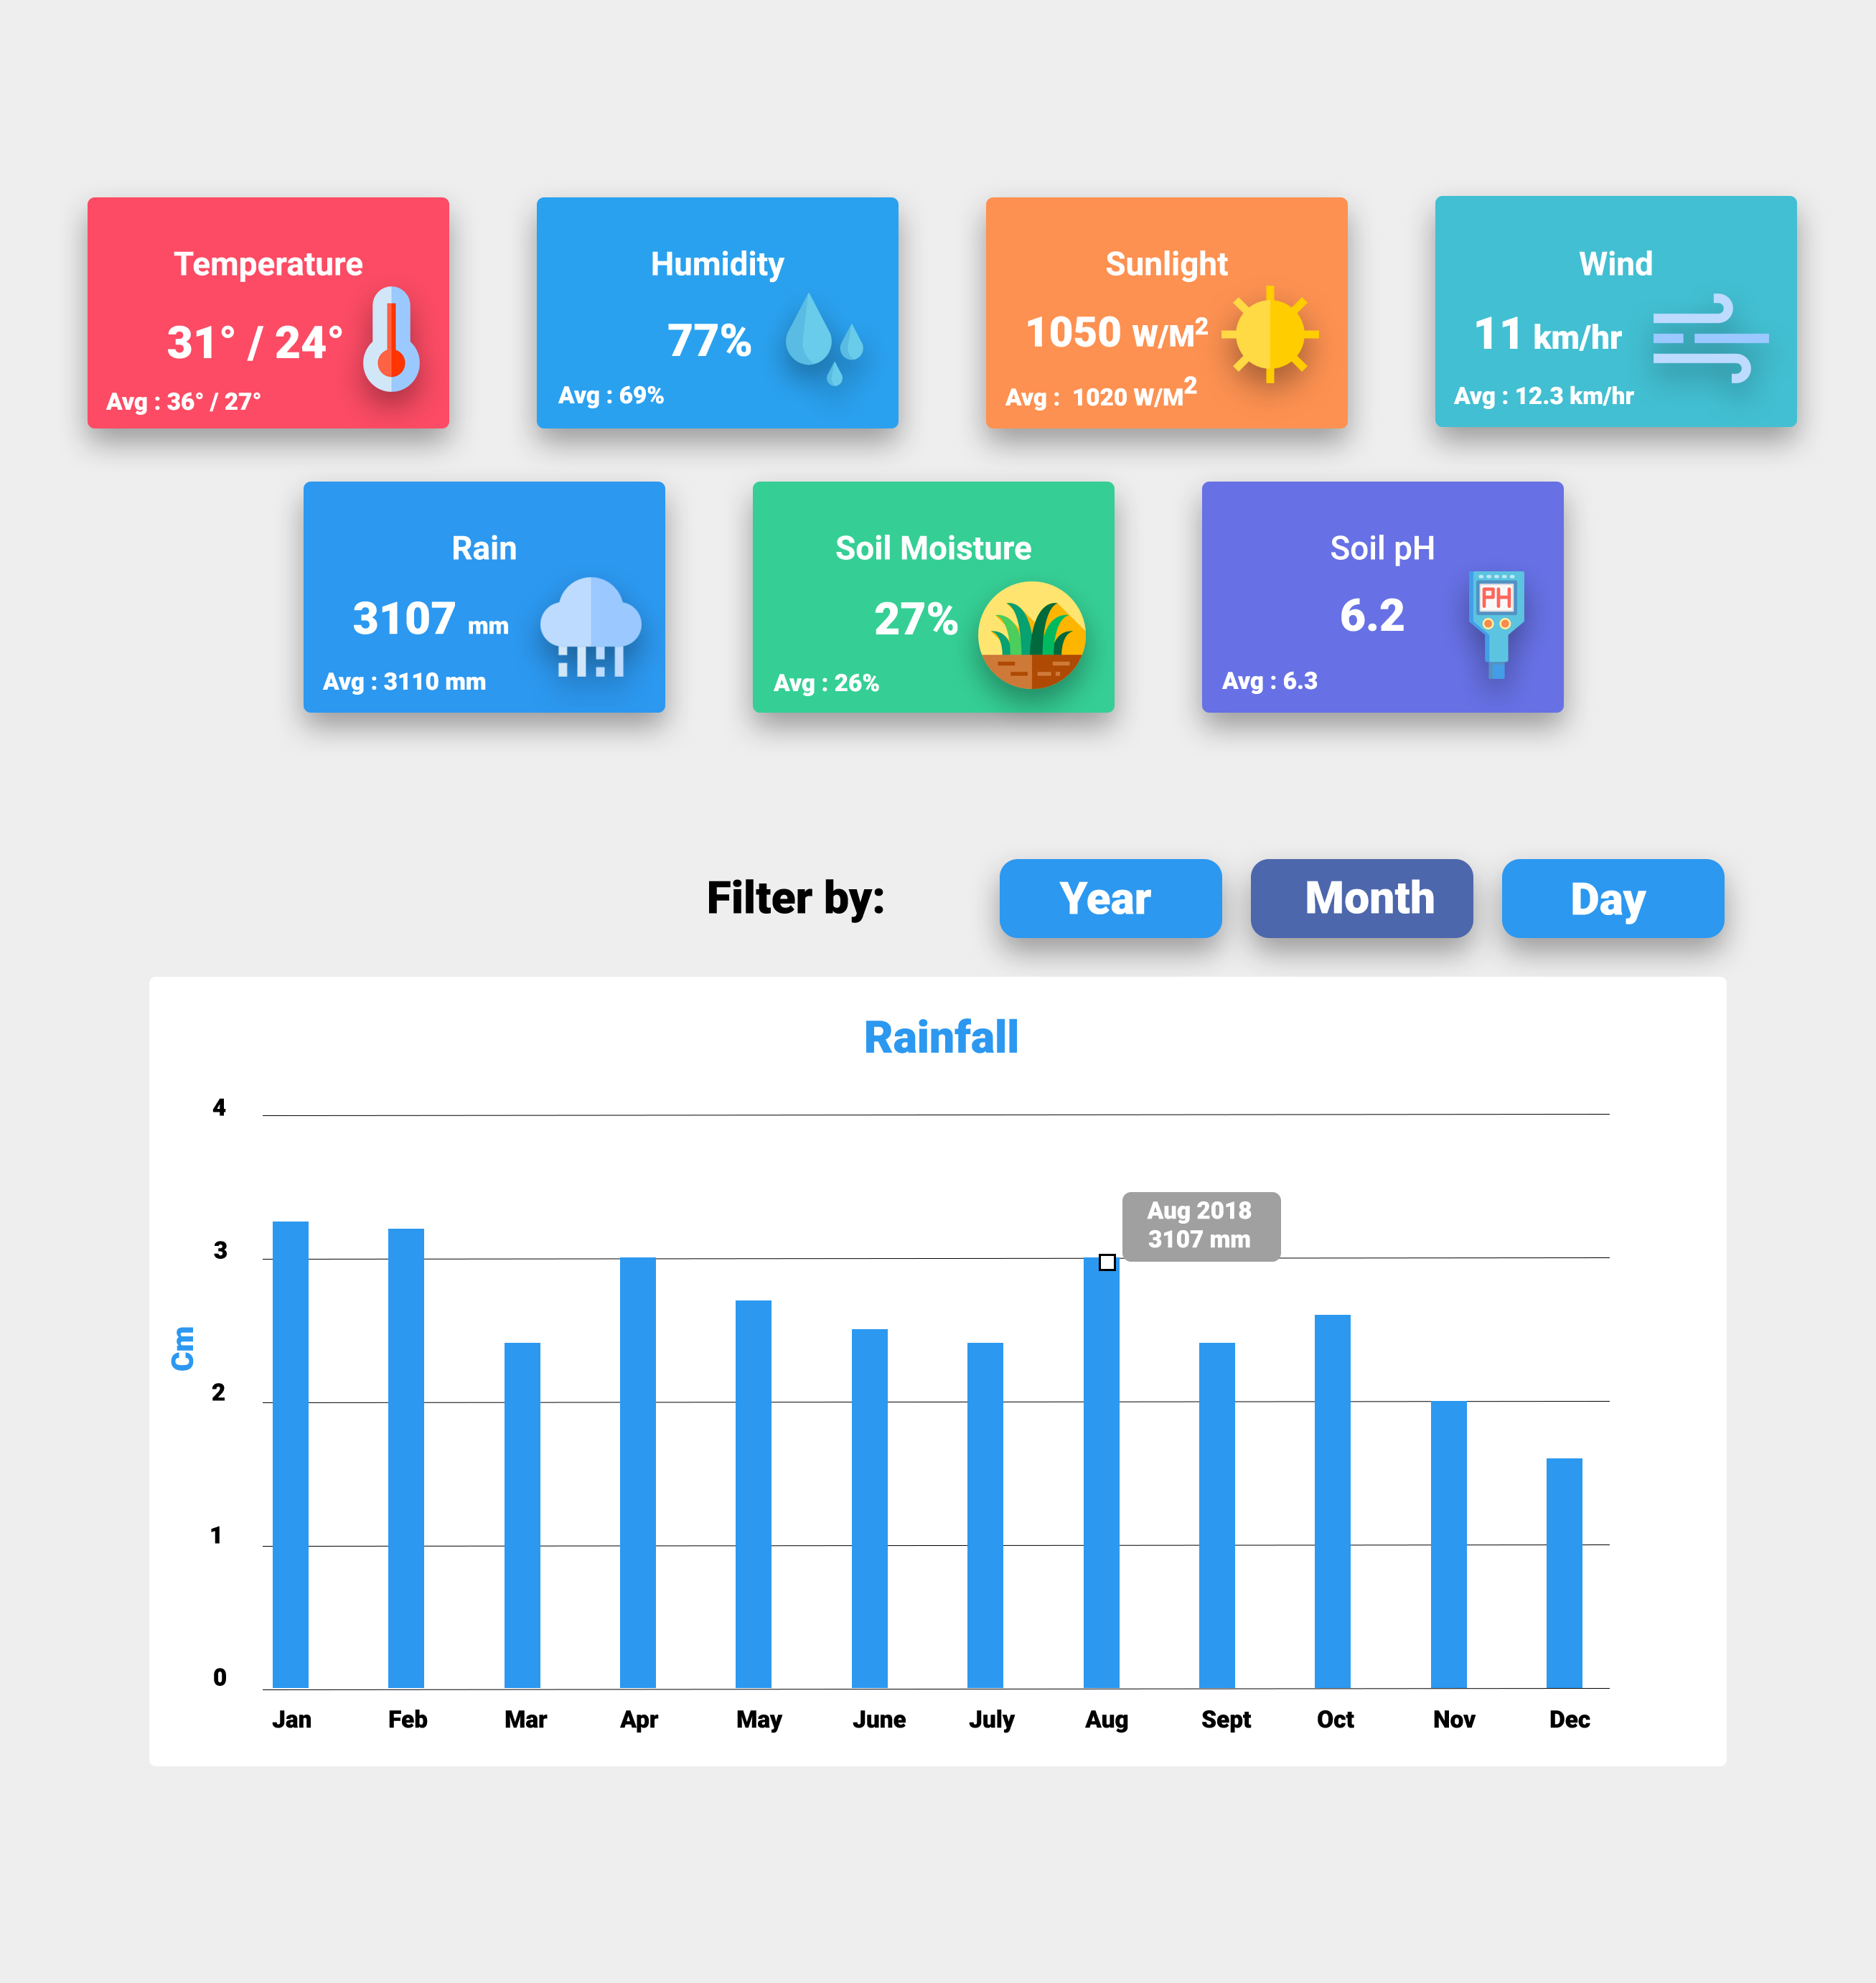 Temperature
31° / 24°
Avg : 36° / 27°
Humidity
77%
Avg : 69%
Sunlight
1050 W/M²
Avg :  1020 W/M²
Wind
11 km/hr
Avg : 12.3 km/hr
Rain
3107 mm
Avg : 3110 mm
Soil Moisture
27%
Avg : 26%
Soil pH
6.2
PH
Avg : 6.3
Filter by: Year Month Day
Rainfall
4
Aug 2018
3107 mm
3
Cm
2
1
0
Jan Feb Mar Apr May June July Aug Sept Oct Nov Dec